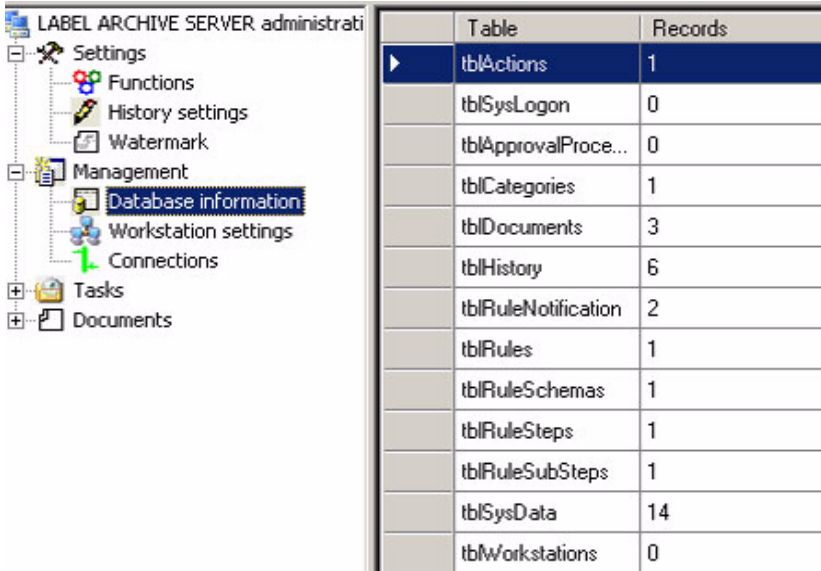 LABEL ARCHIVE SERVER administrati
Settings
Functions
History settings
Watermark
Management
Database information
Workstation settings
Connections
Tasks
Documents
Table Records
tblActions 1
tblSysLogon 0
tblApprovalProce... 0
tblCategories 1
tblDocuments 3
tblHistory 6
tblRuleNotification 2
tblRules 1
tblRuleSchemas 1
tblRuleSteps 1
tblRuleSubSteps 1
tblSysData 14
tblWorkstations 0